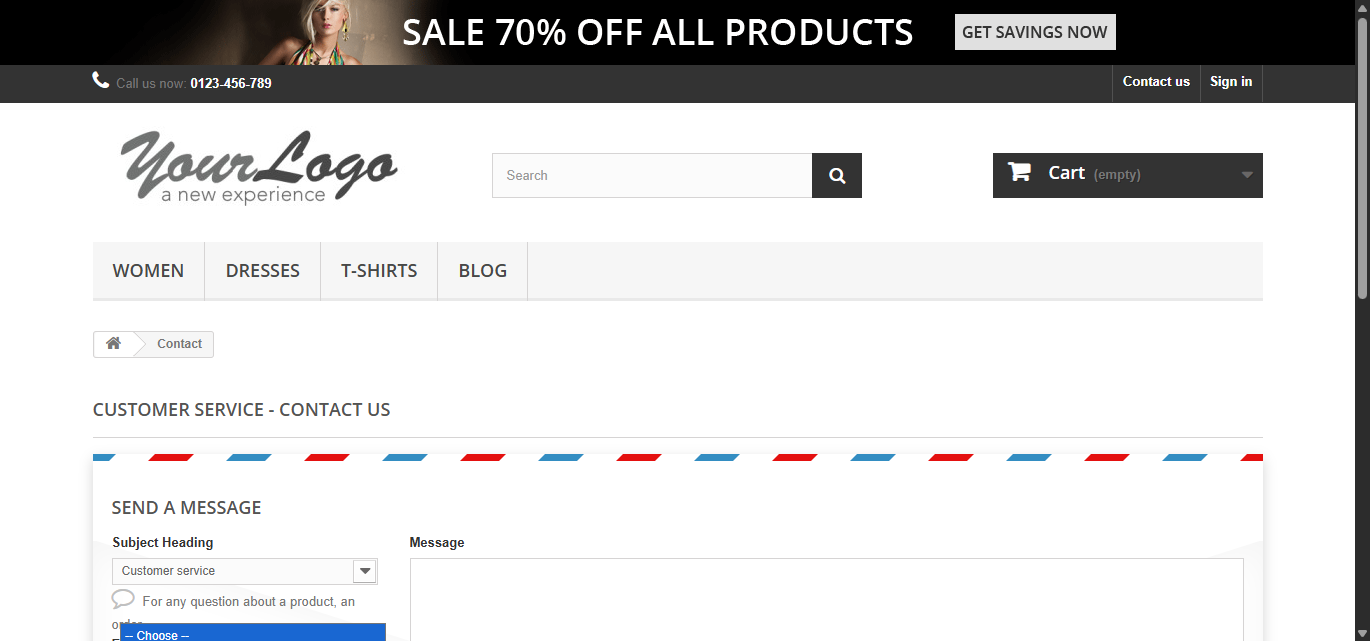 SALE 70% OFF ALL PRODUCTS GET SAVINGS NOW
Call us now: 0123-456-789 Contact us Sign in
YourLogo
a new experience
Search
Cart (empty)
WOMEN DRESSES T-SHIRTS BLOG
Contact
CUSTOMER SERVICE - CONTACT US
SEND A MESSAGE
Subject Heading Message
Customer service
For any question about a product, an
order
-- Choose --